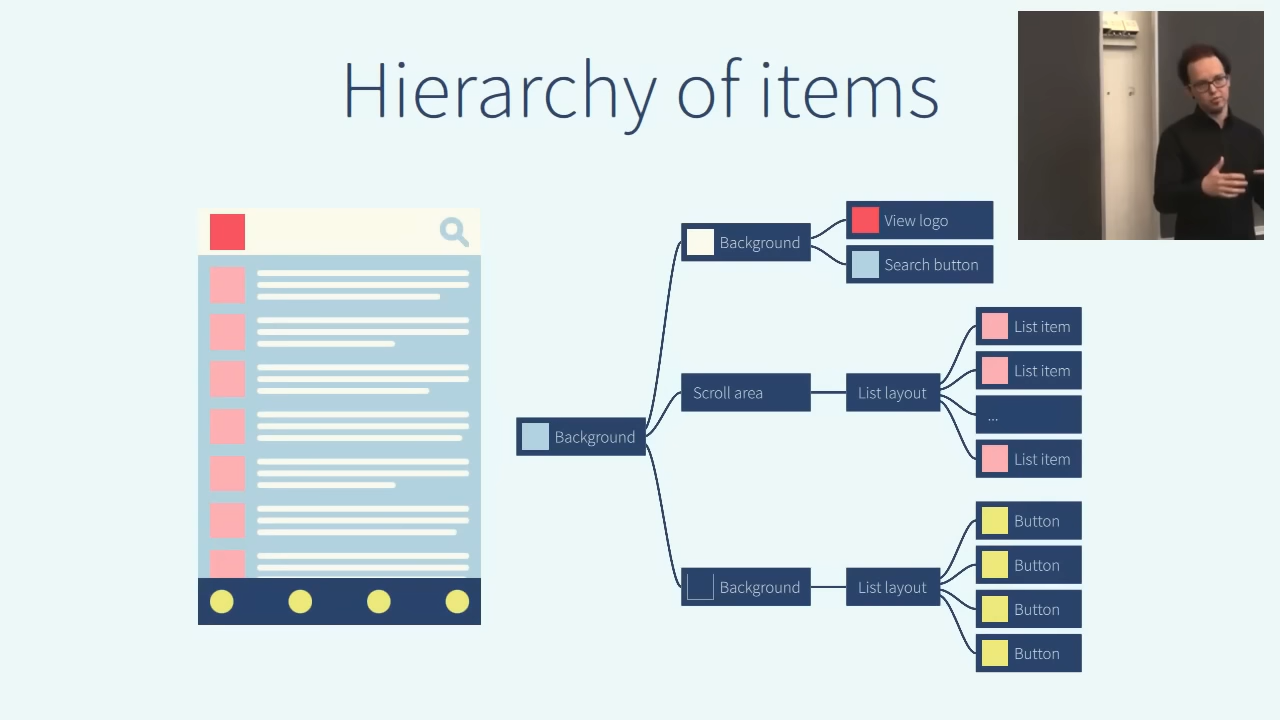 Hierarchy of items
Background
Background
View logo
Search button
Scroll area
List layout
List item
List item
...
List item
Background
List layout
Button
Button
Button
Button